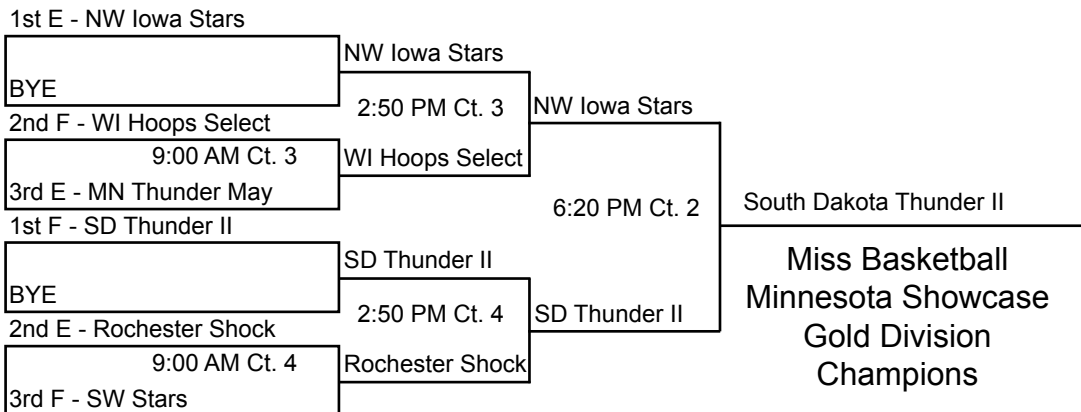 1st E - NW Iowa Stars
NW Iowa Stars
BYE
2:50 PM Ct. 3
NW Iowa Stars
2nd F - WI Hoops Select
9:00 AM Ct. 3
WI Hoops Select
3rd E - MN Thunder May
6:20 PM Ct. 2
South Dakota Thunder II
1st F - SD Thunder II
SD Thunder II
BYE
2:50 PM Ct. 4
SD Thunder II
2nd E - Rochester Shock
9:00 AM Ct. 4
Rochester Shock
3rd F - SW Stars
Miss Basketball
Minnesota Showcase
Gold Division
Champions